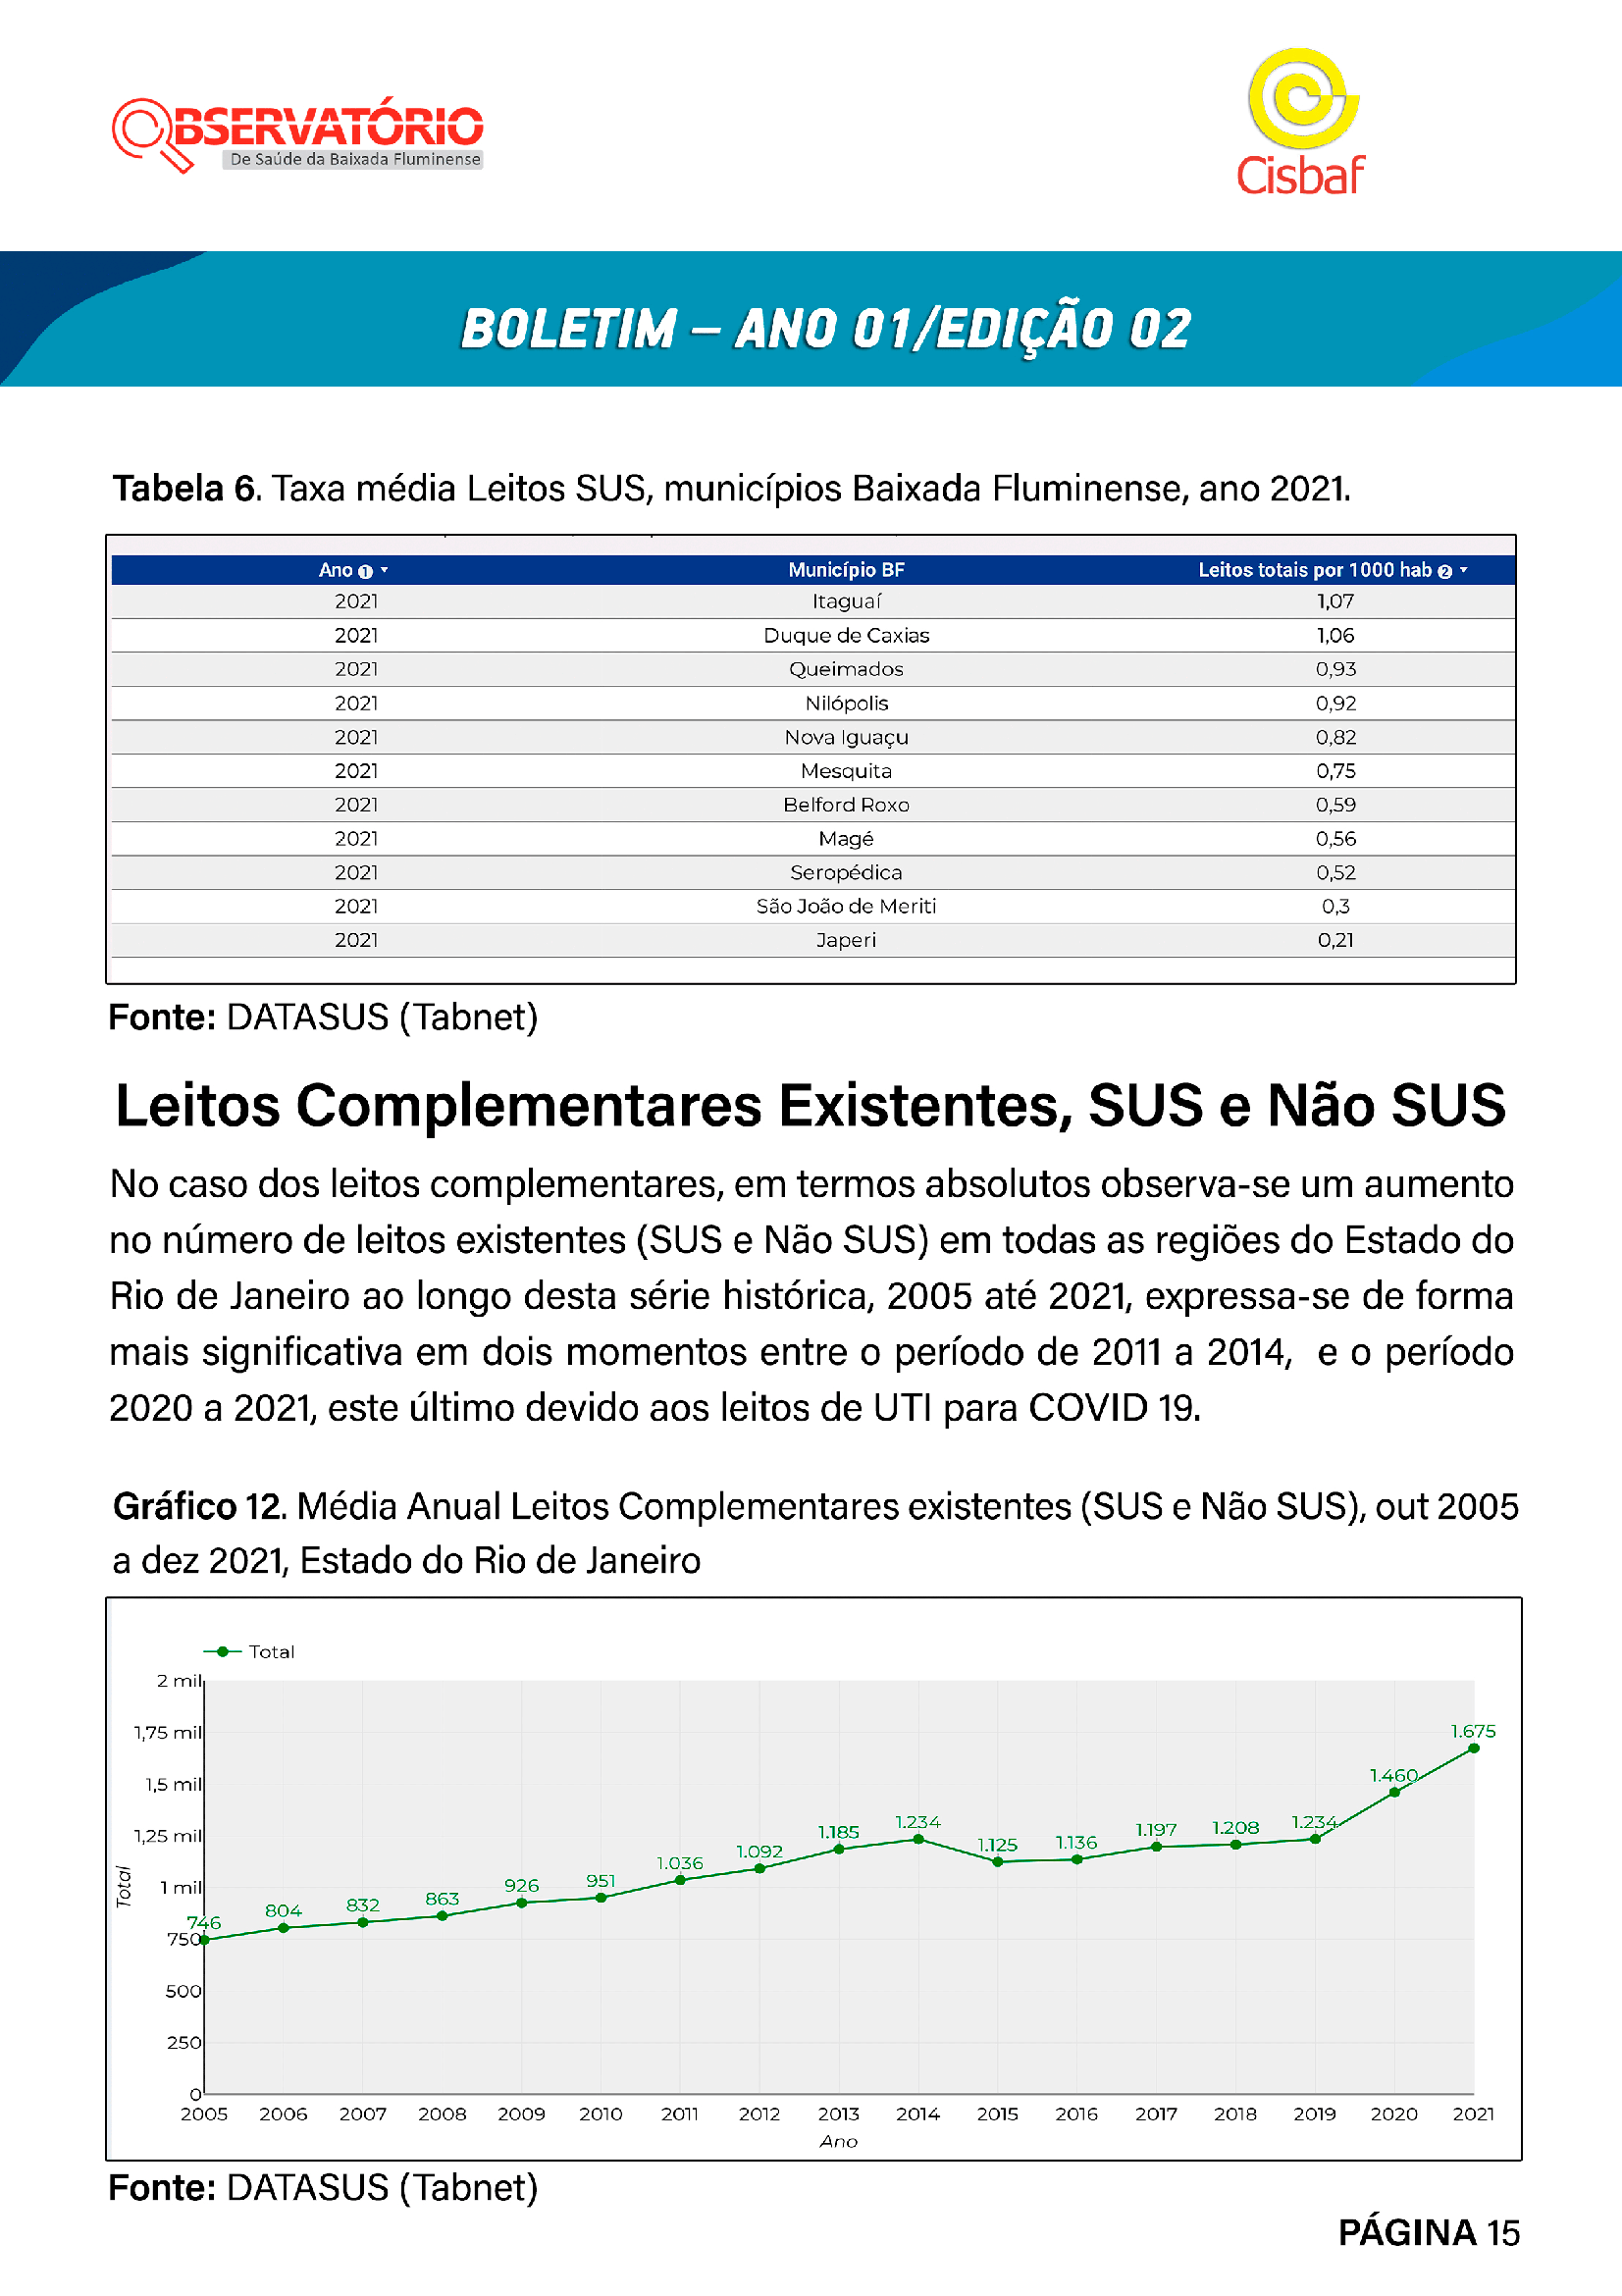 OBSERVATÓRIO
De Saúde da Baixada Fluminense
Cisbaf
BOLETIM – ANO 01/EDIÇÃO 02
Tabela 6. Taxa média Leitos SUS, municípios Baixada Fluminense, ano 2021.
Ano 1 Município BF Leitos totais por 1000 hab 2
2021 Itaguaí 1,07
2021 Duque de Caxias 1,06
2021 Queimados 0,93
2021 Nilópolis 0,92
2021 Nova Iguaçu 0,82
2021 Mesquita 0,75
2021 Belford Roxo 0,59
2021 Magé 0,56
2021 Seropédica 0,52
2021 São João de Meriti 0,3
2021 Japeri 0,21
Fonte: DATASUS (Tabnet)
Leitos Complementares Existentes, SUS e Não SUS
No caso dos leitos complementares, em termos absolutos observa-se um aumento
no número de leitos existentes (SUS e Não SUS) em todas as regiões do Estado do
Rio de Janeiro ao longo desta série histórica, 2005 até 2021, expressa-se de forma
mais significativa em dois momentos entre o período de 2011 a 2014, e o período
2020 a 2021, este último devido aos leitos de UTI para COVID 19.
Gráfico 12. Média Anual Leitos Complementares existentes (SUS e Não SUS), out 2005
a dez 2021, Estado do Rio de Janeiro
Total
2 mil
1,75 mil
1,5 mil
1,25 mil
1 mil
750
500
250
0
Total
746 804 832 863 926 951 1.036 1.092 1.185 1.234 1.125 1.136 1.197 1.208 1.234 1.460 1.675
2005 2006 2007 2008 2009 2010 2011 2012 2013 2014 2015 2016 2017 2018 2019 2020 2021
Ano
Fonte: DATASUS (Tabnet)
PÁGINA 15